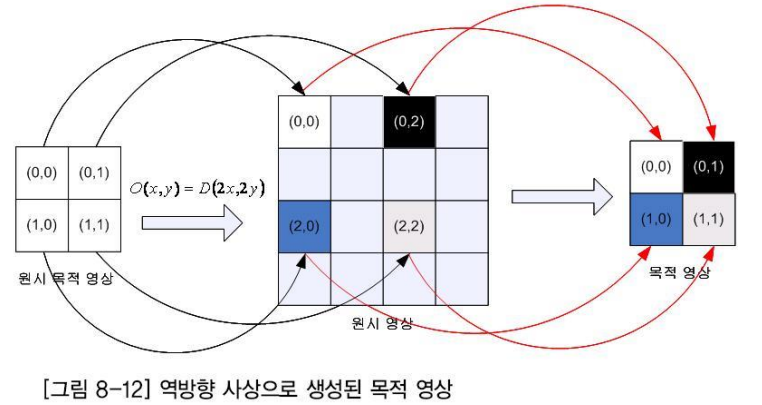 (0,0) (0,1)
(1,0) (1,1)
원시 목적 영상
O(x,y) = D(2x,2y)
(0,0) (0,2)
(2,0) (2,2)
원시 영상
(0,0) (0,1)
(1,0) (1,1)
목적 영상
[그림 8-12] 역방향 사상으로 생성된 목적 영상